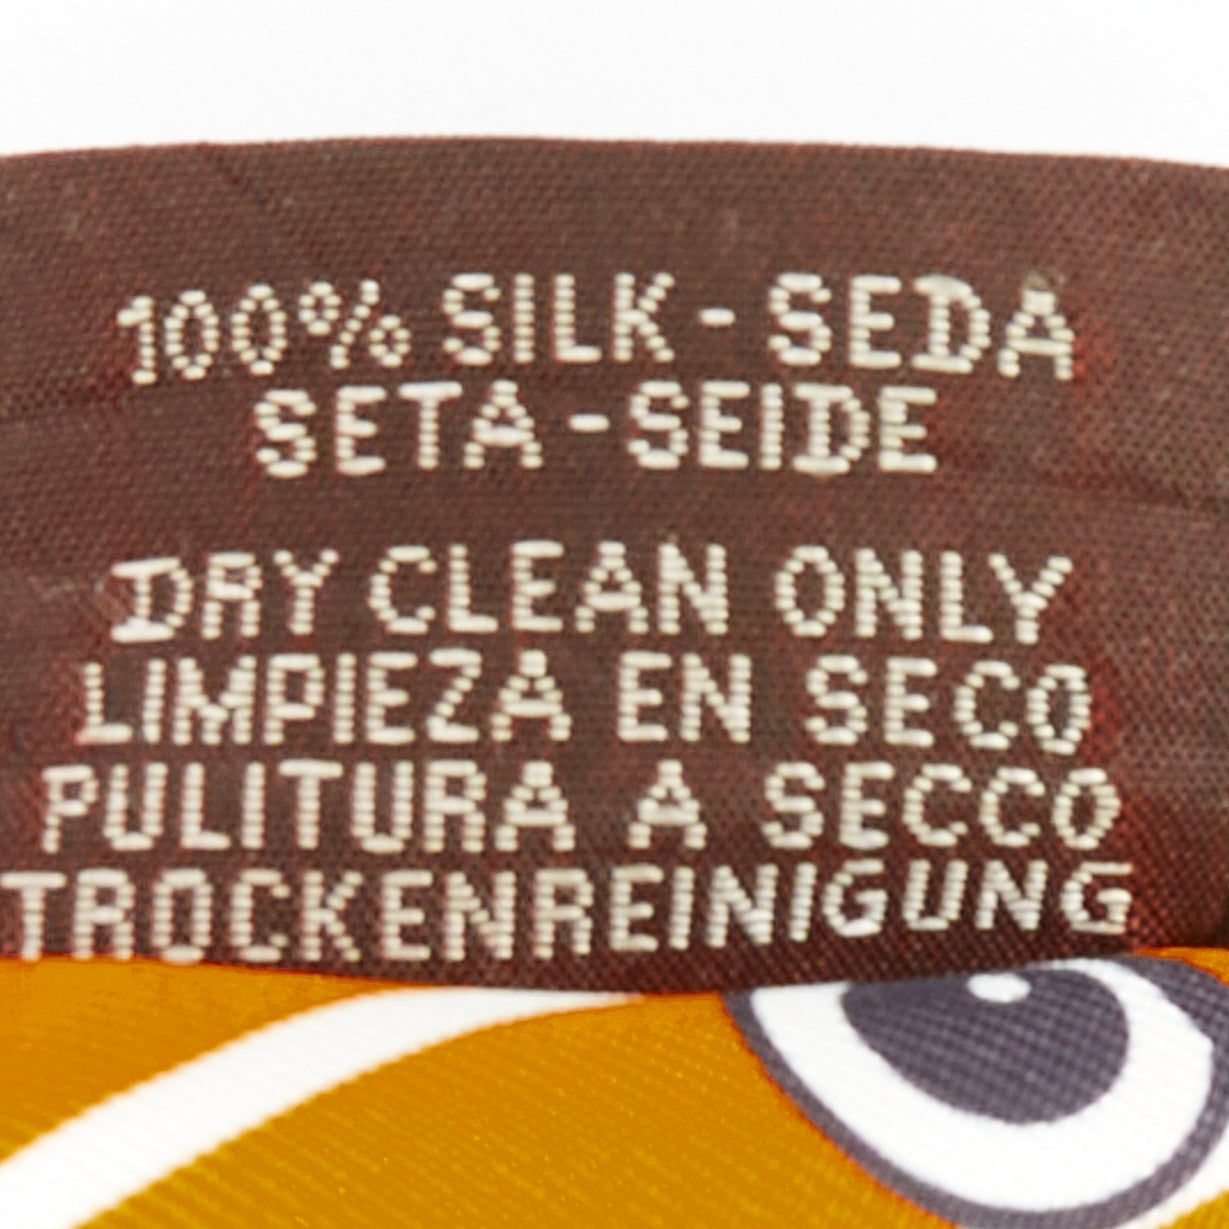 100% SILK - SEDA
SETA - SEIDE
DRY CLEAN ONLY
LIMPIEZA EN SECO
PULITURA A SECCO
TROCKENREINIGUNG